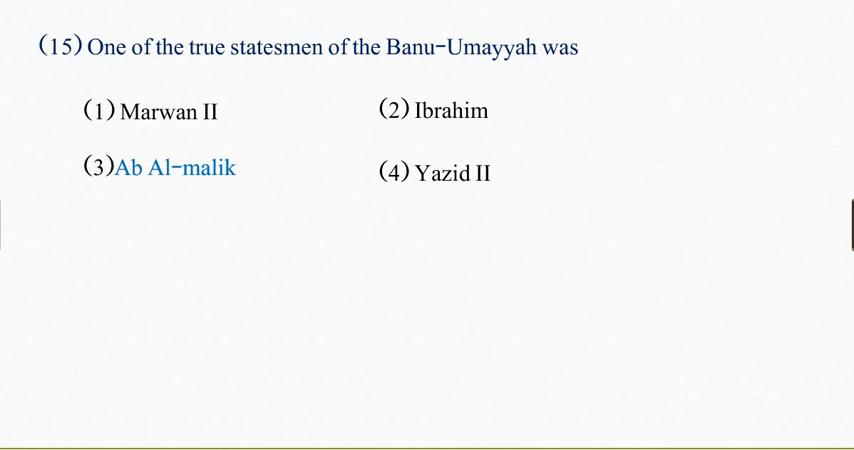 (15) One of the true statesmen of the Banu-Umayyah was
(1) Marwan II
(2) Ibrahim
(3)Ab Al-malik
(4) Yazid II